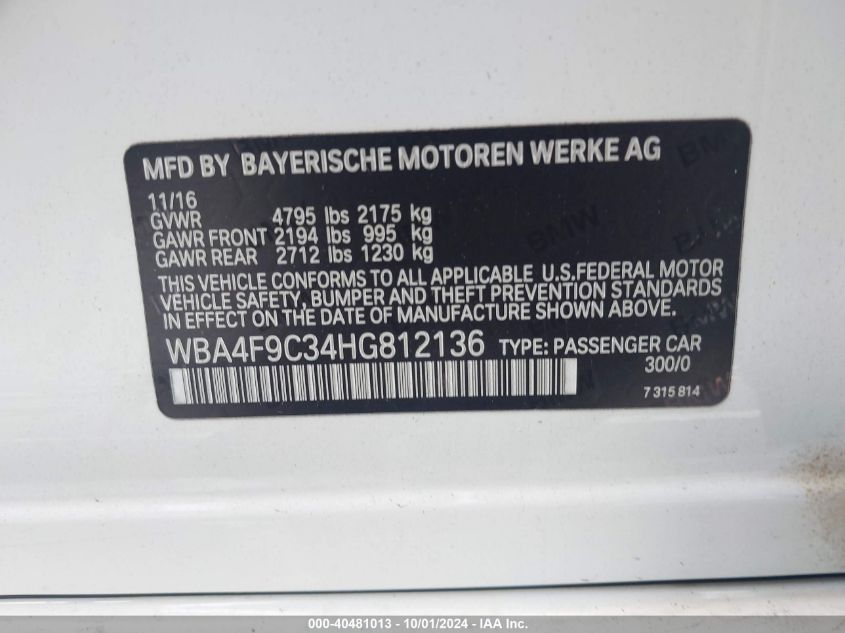 MFD BY BAYERISCHE MOTOREN WERKE AG
11/16
GVWR 4795 lbs 2175 kg
GAWR FRONT 2194 lbs 995 kg
GAWR REAR 2712 lbs 1230 kg
THIS VEHICLE CONFORMS TO ALL APPLICABLE U.S.FEDERAL MOTOR
VEHICLE SAFETY, BUMPER AND THEFT PREVENTION STANDARDS
IN EFFECT ON THE DATE OF MANUFACTURE SHOWN ABOVE.
WBA4F9C34HG812136 TYPE: PASSENGER CAR
300/0
7 315 814
000-40481013 - 10/01/2024 - IAA Inc.